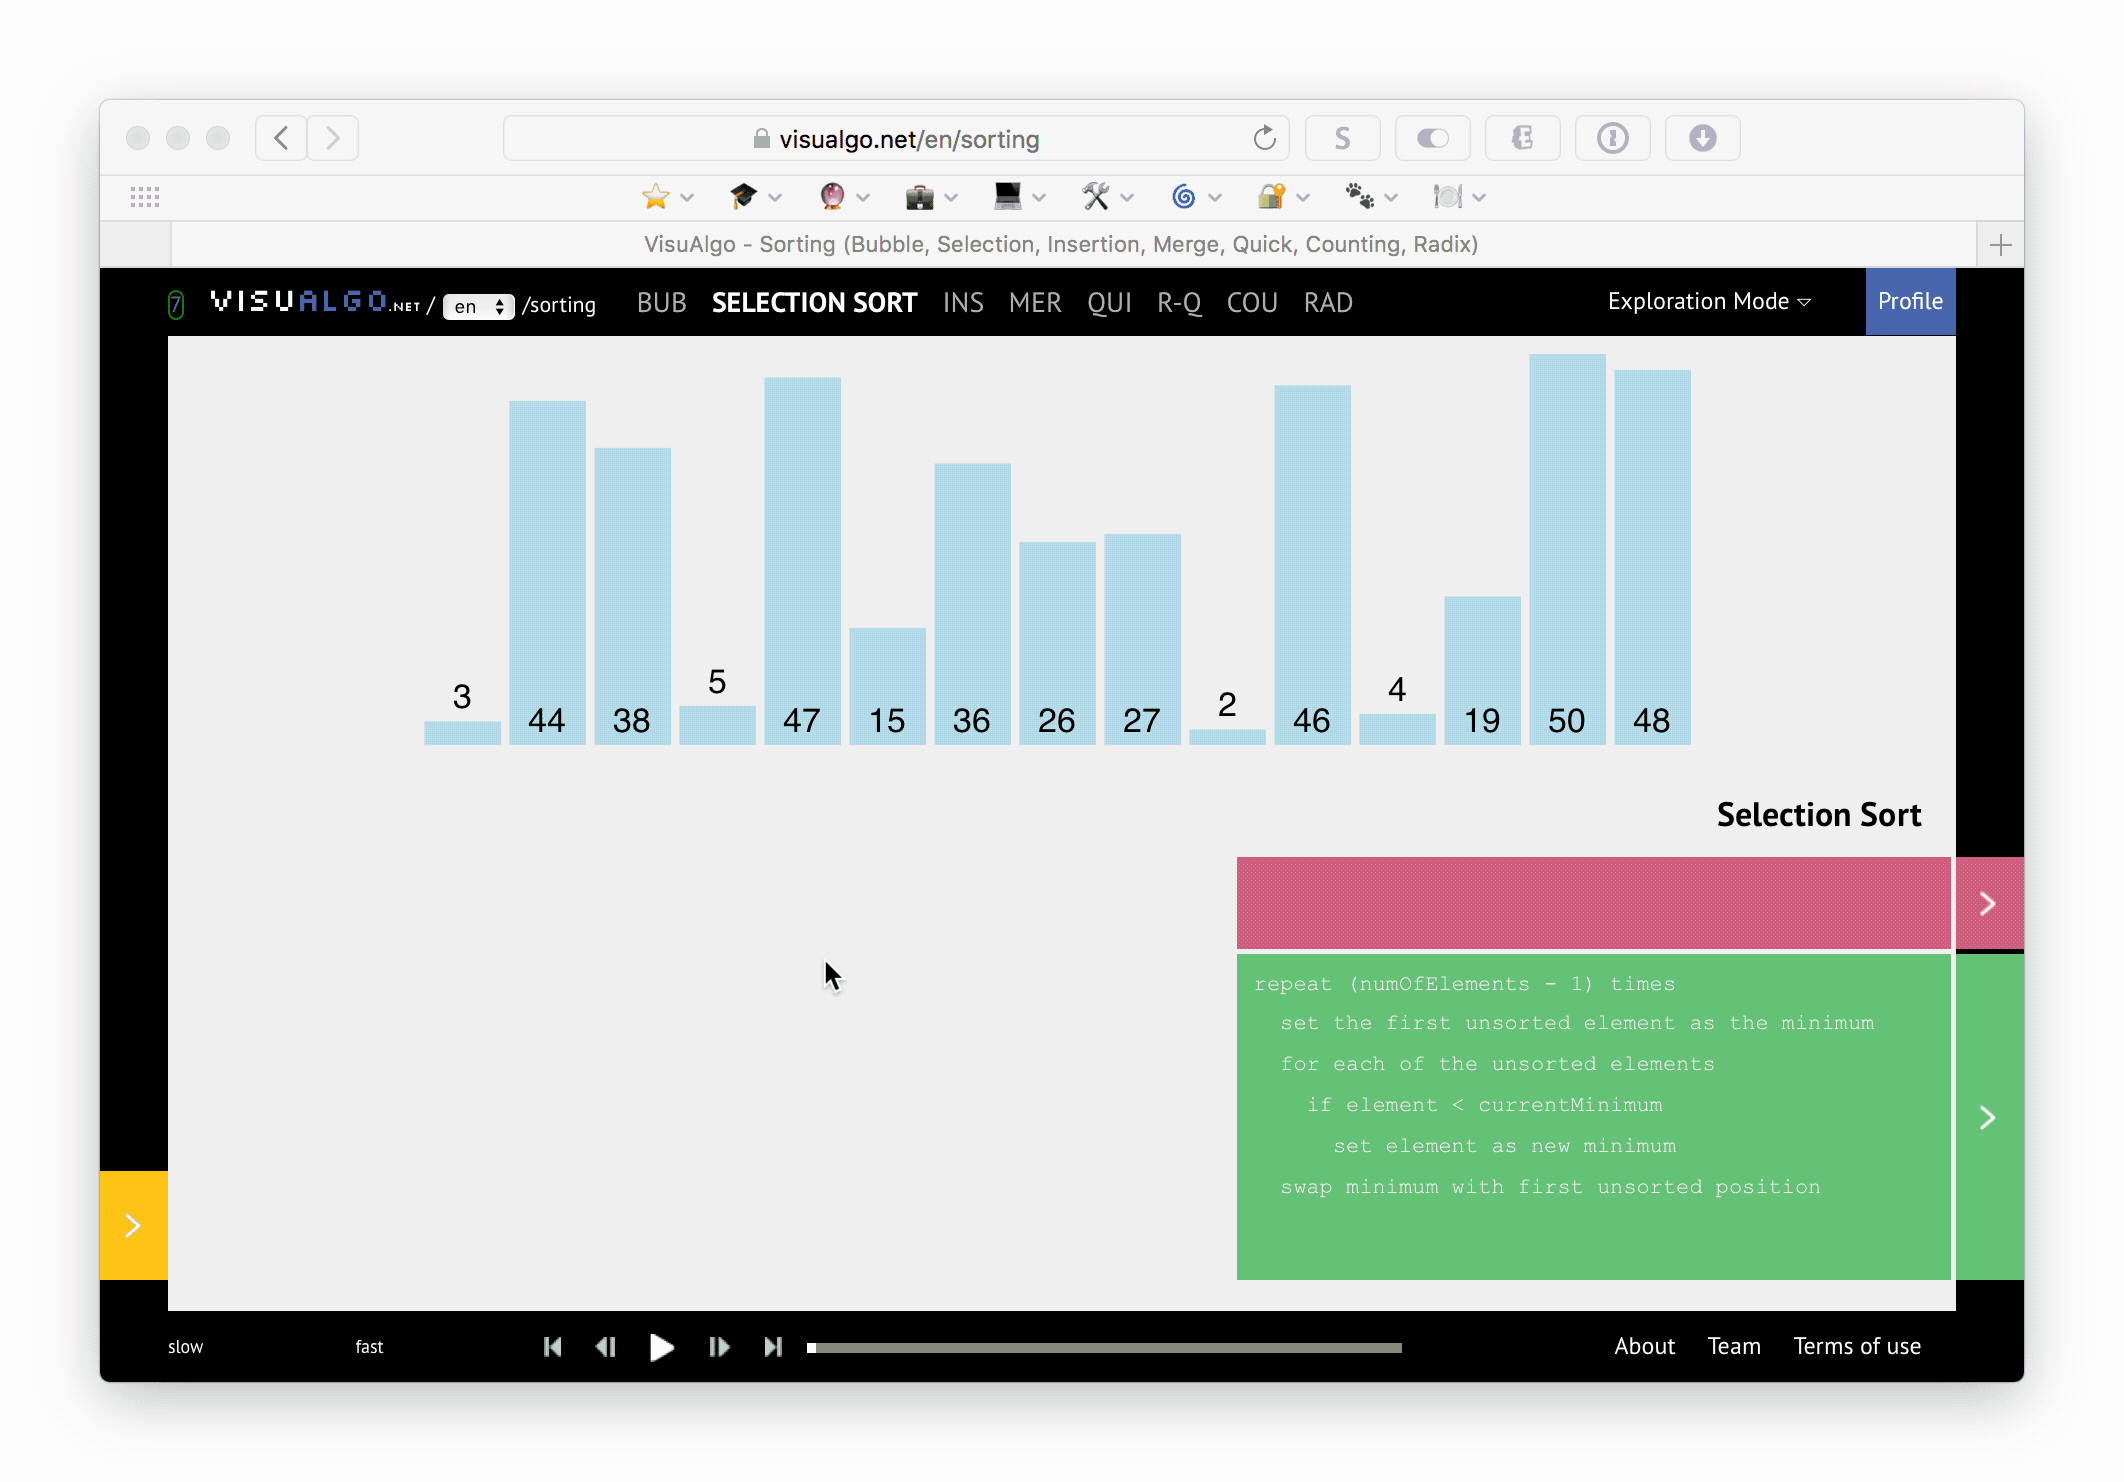 visualgo.net/en/sorting
S
VisuAlgo - Sorting (Bubble, Selection, Insertion, Merge, Quick, Counting, Radix)
7 VISUALGO.NET / en /sorting BUB SELECTION SORT INS MER QUI R-Q COU RAD Exploration Mode Profile
3 44 38 5 47 15 36 26 27 2 46 4 19 50 48
Selection Sort
repeat (numOfElements - 1) times
set the first unsorted element as the minimum
for each of the unsorted elements
if element < currentMinimum
set element as new minimum
swap minimum with first unsorted position
slow fast About Team Terms of use